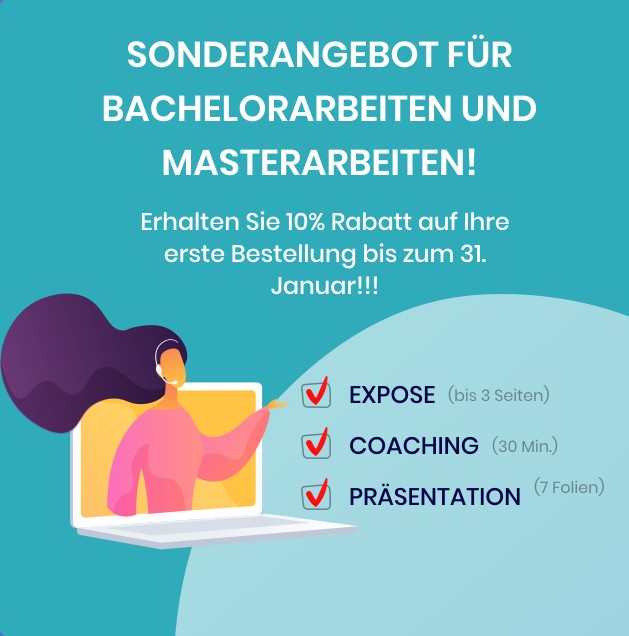 SONDERANGEBOT FÜR
BACHELORARBEITEN UND
MASTERARBEITEN!
Erhalten Sie 10% Rabatt auf Ihre
erste Bestellung bis zum 31.
Januar!!!
EXPOSE (bis 3 Seiten)
COACHING (30 Min.)
PRÄSENTATION (7 Folien)